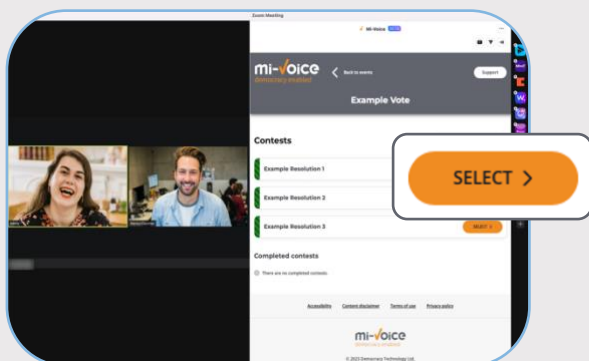 Zoom Meeting
Mi-Voice
mi-voice
democracy enabled
Back to events
Support
Example Vote
Contests
Example Resolution 1
SELECT >
Example Resolution 2
Example Resolution 3
SELECT >
Completed contests
There are no completed contests
Accessibility Content disclaimer Terms of use Privacy policy
mi-voice
democracy enabled
© 2023 Democracy Technology Ltd.